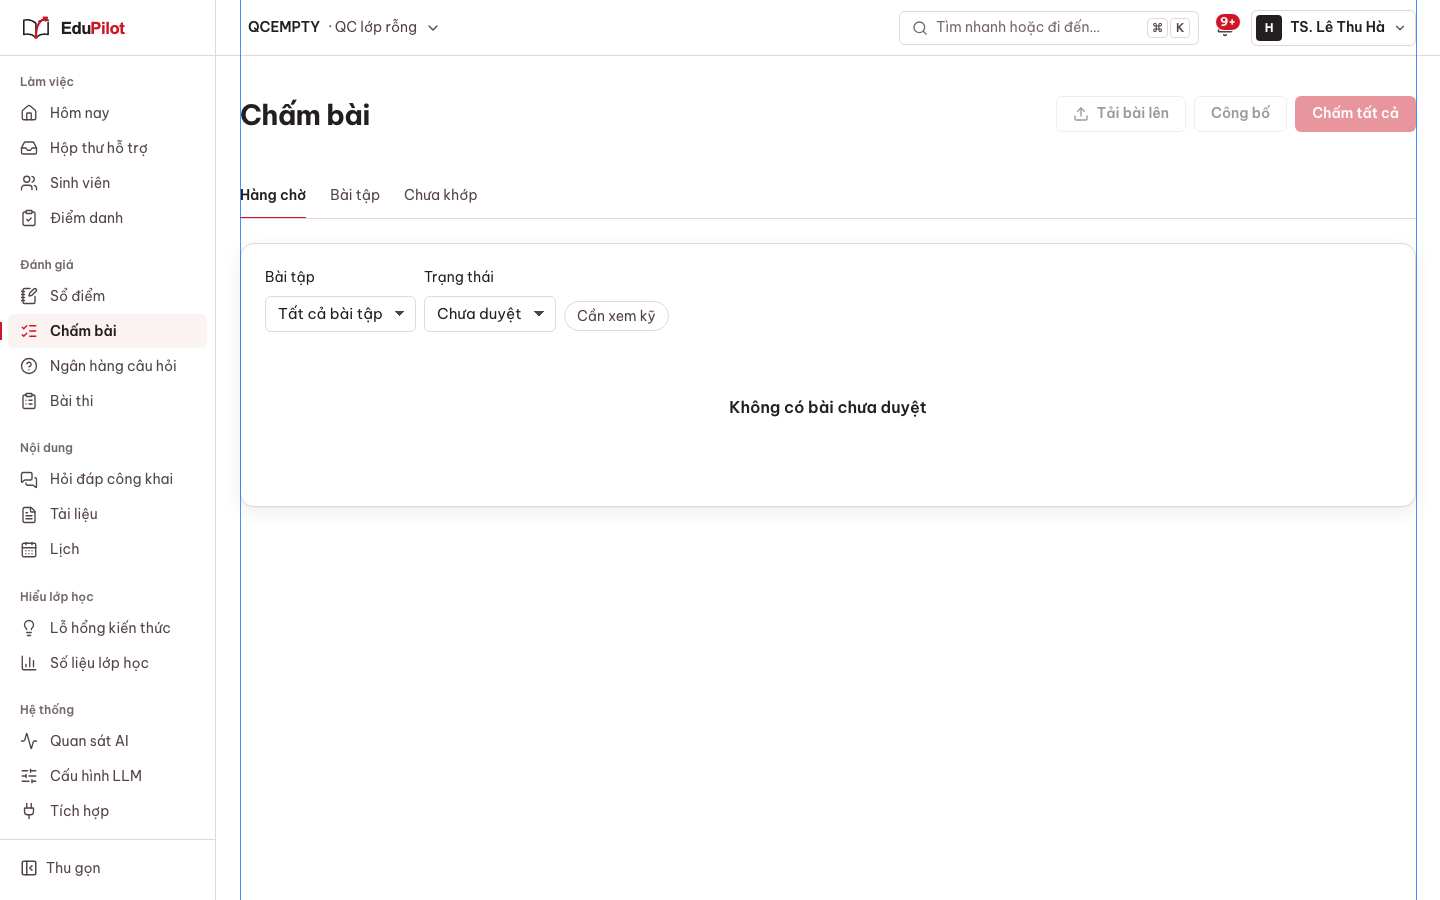 EduPilot
QCEMPTY · QC lớp rỗng
Tìm nhanh hoặc đi đến...
⌘ K
9+
H
TS. Lê Thu Hà
Làm việc
Hôm nay
Hộp thư hỗ trợ
Sinh viên
Điểm danh
Đánh giá
Sổ điểm
Chấm bài
Ngân hàng câu hỏi
Bài thi
Nội dung
Hỏi đáp công khai
Tài liệu
Lịch
Hiểu lớp học
Lỗ hổng kiến thức
Số liệu lớp học
Hệ thống
Quan sát AI
Cấu hình LLM
Tích hợp
Thu gọn
Chấm bài
Tải bài lên
Công bố
Chấm tất cả
Hàng chờ
Bài tập
Chưa khớp
Bài tập
Trạng thái
Tất cả bài tập
Chưa duyệt
Cần xem kỹ
Không có bài chưa duyệt